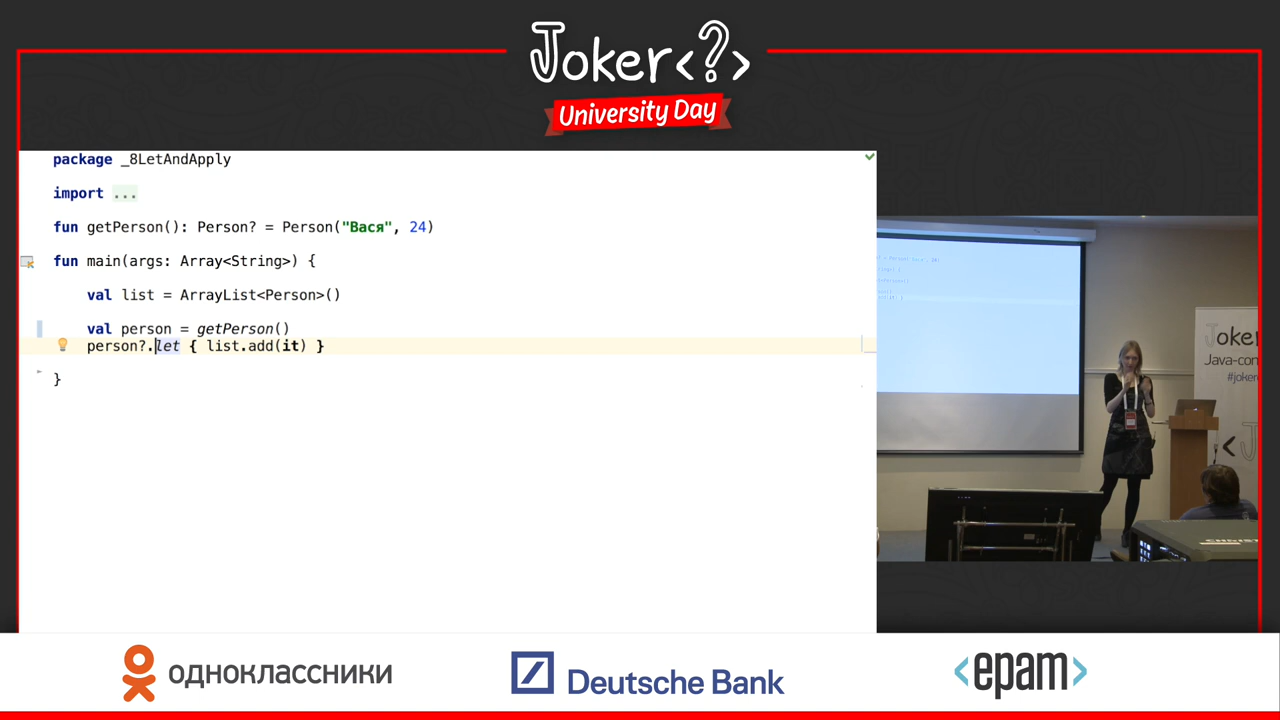 Joker<?>
University Day
package _8LetAndApply
import ...
fun getPerson(): Person? = Person("Вася", 24)
fun main(args: Array<String>) {
val list = ArrayList<Person>()
val person = getPerson()
person?.let { list.add(it) }
}
Joker
Java-con
#joker
одноклассники
Deutsche Bank
<epam>